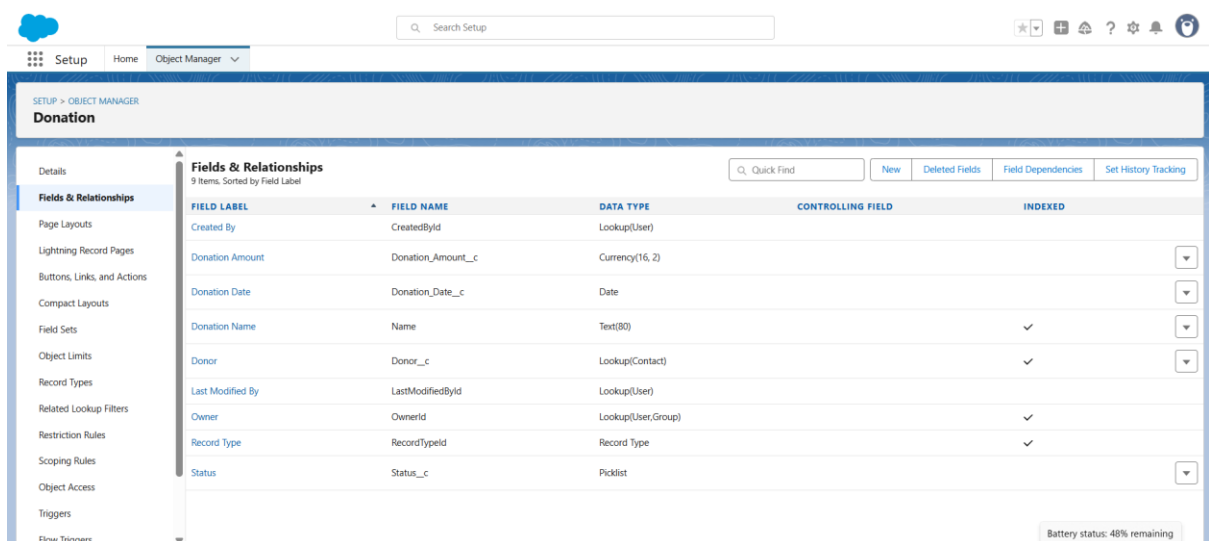 Search Setup
Setup Home Object Manager
SETUP > OBJECT MANAGER
Donation
Details
Fields & Relationships
Page Layouts
Lightning Record Pages
Buttons, Links, and Actions
Compact Layouts
Field Sets
Object Limits
Record Types
Related Lookup Filters
Restriction Rules
Scoping Rules
Object Access
Triggers
Flow Triggers
Fields & Relationships
9 Items, Sorted by Field Label
Quick Find New Deleted Fields Field Dependencies Set History Tracking
FIELD LABEL FIELD NAME DATA TYPE CONTROLLING FIELD INDEXED
Created By CreatedById Lookup(User)
Donation Amount Donation_Amount__c Currency(16, 2)
Donation Date Donation_Date__c Date
Donation Name Name Text(80)
Donor Donor__c Lookup(Contact)
Last Modified By LastModifiedById Lookup(User)
Owner OwnerId Lookup(User,Group)
Record Type RecordTypeId Record Type
Status Status__c Picklist
Battery status: 48% remaining